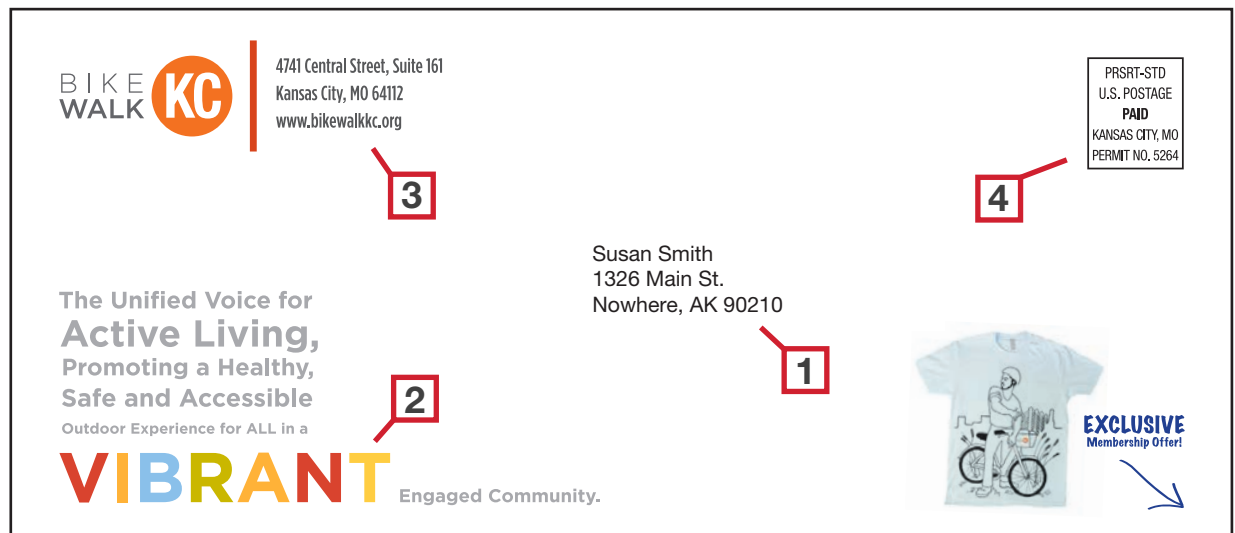 BIKE
WALK
KC
4741 Central Street, Suite 161
Kansas City, MO 64112
www.bikewalkkc.org
3
PRSRT-STD
U.S. POSTAGE
PAID
KANSAS CITY, MO
PERMIT NO. 5264
4
Susan Smith
1326 Main St.
Nowhere, AK 90210
1
The Unified Voice for
Active Living,
Promoting a Healthy,
Safe and Accessible
Outdoor Experience for ALL in a
VIBRANT Engaged Community.
2
EXCLUSIVE
Membership Offer!